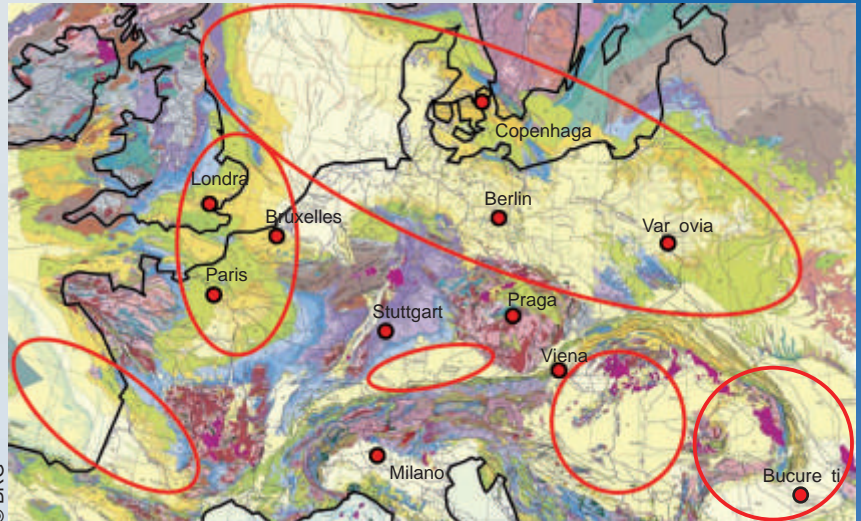 Copenhaga
Londra
Berlin
Bruxelles
Var ovia
Paris
Praga
Stuttgart
Viena
Milano
Bucure ti